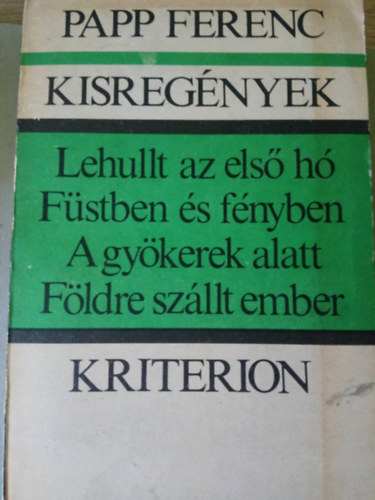 PAPP FERENC
KISREGÉNYEK
Lehullt az első hó
Füstben és fényben
A gyökerek alatt
Földre szállt ember
KRITERION